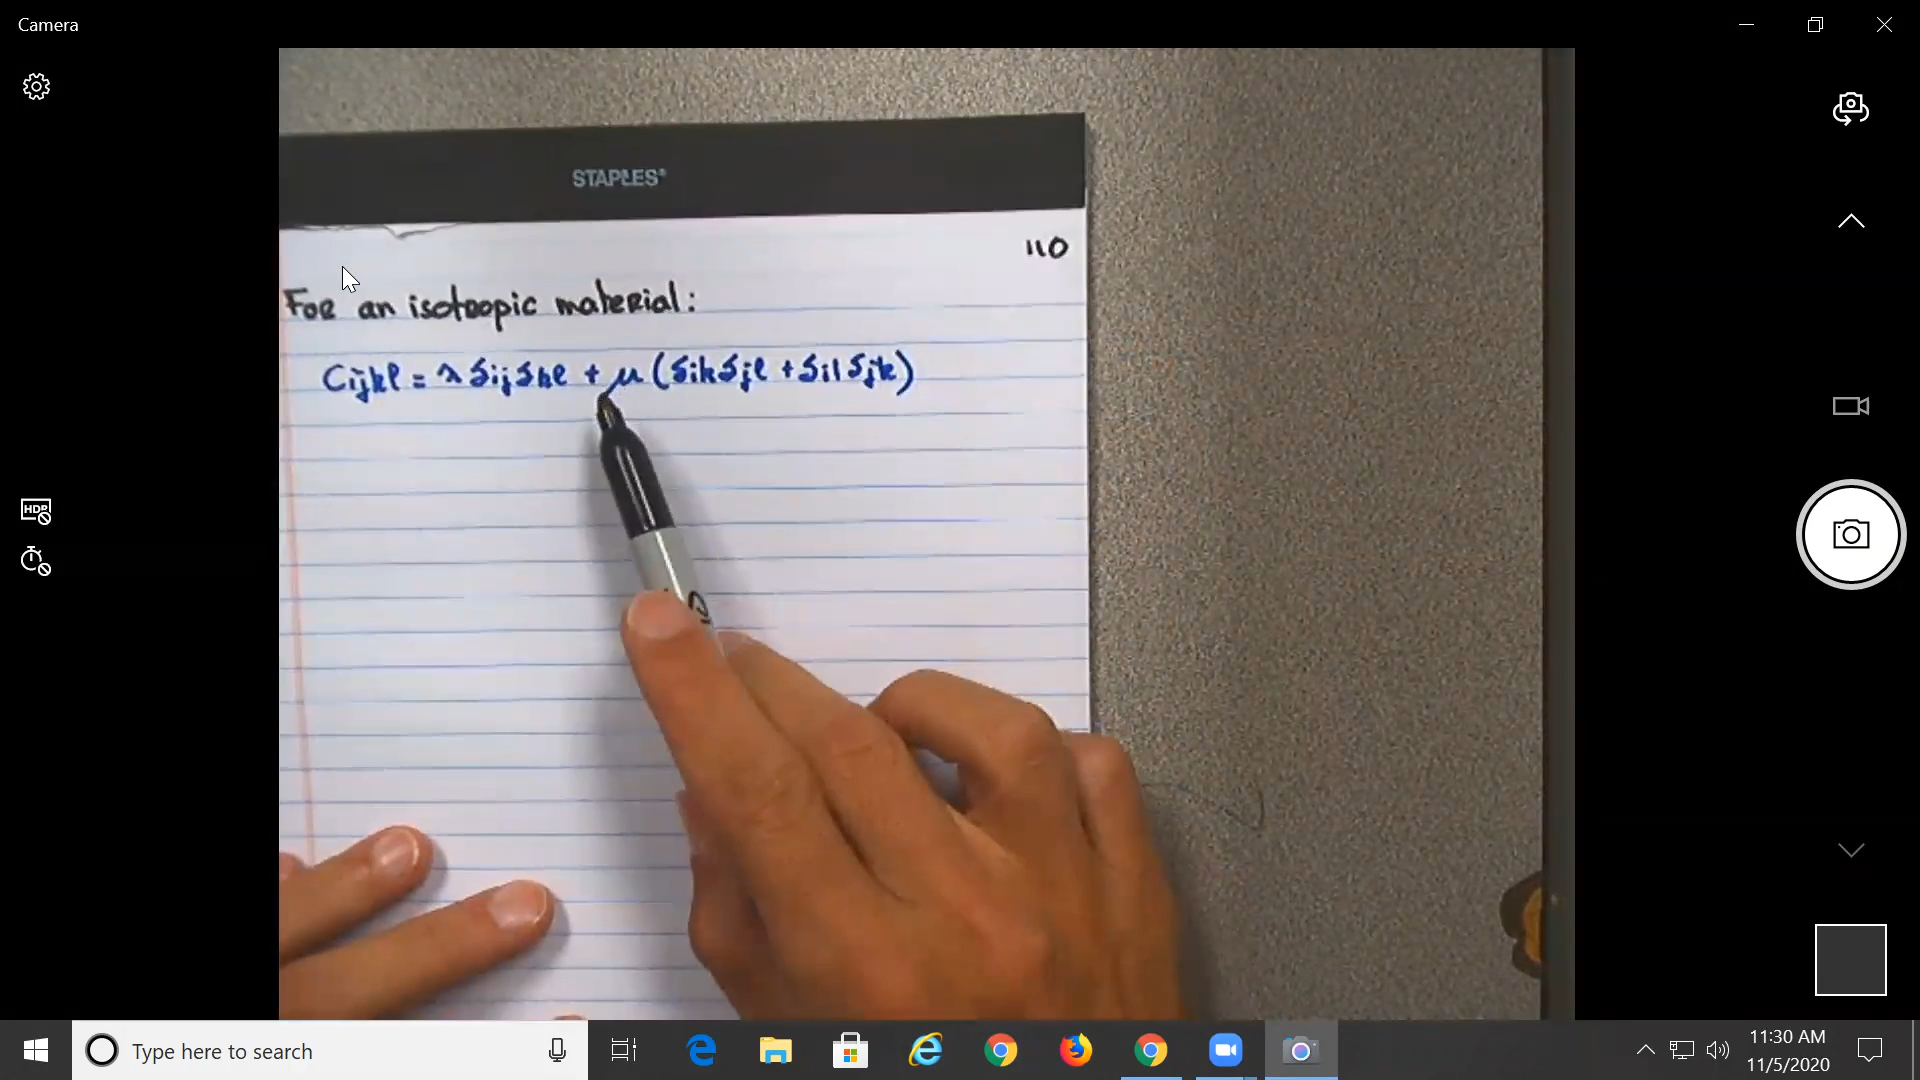 Camera
STAPLES
110
For an isotropic material:
Cijkl = λ δij δkl + μ (δik δjl + δil δjk)
HDR
Type here to search
11:30 AM
11/5/2020